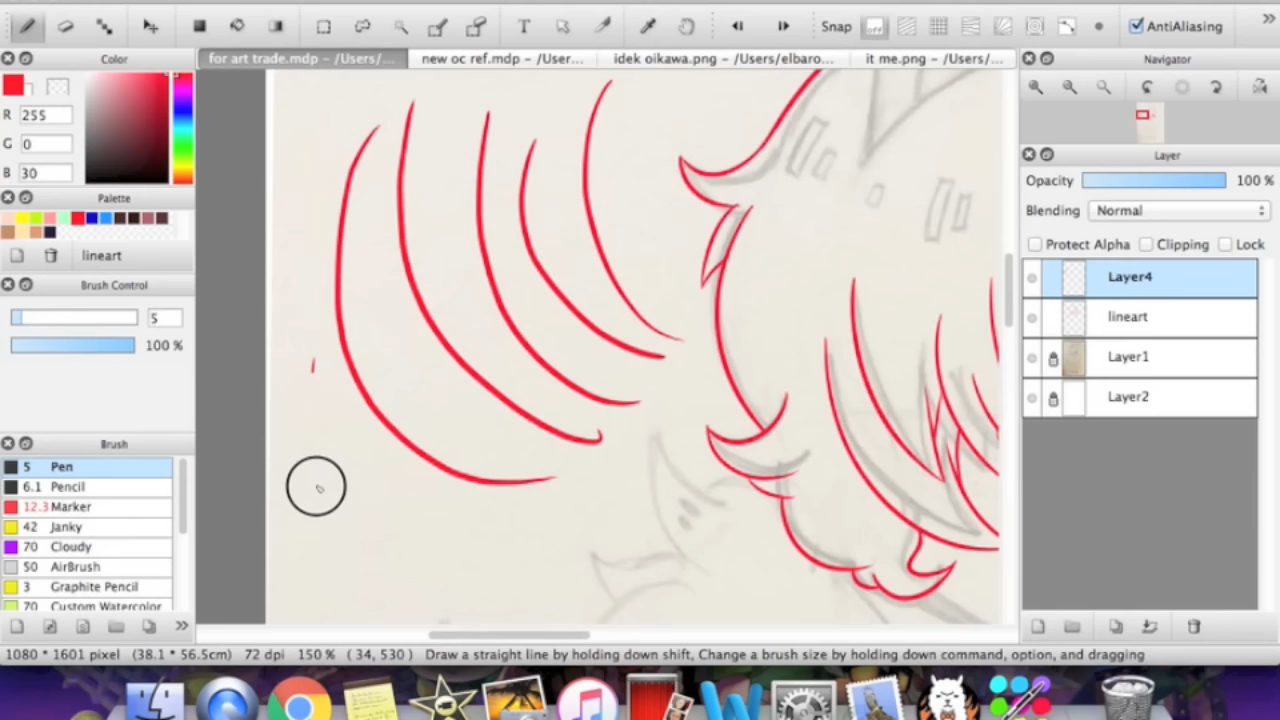 Snap
off
AntiAliasing
Color
for art trade.mdp – /Users/...
new oc ref.mdp – /User...
idek oikawa.png – /Users/elbaro...
it me.png – /Users/...
Navigator
R 255
G 0
B 30
Palette
lineart
Brush Control
5
100 %
Brush
5 Pen
6.1 Pencil
12.3 Marker
42 Janky
70 Cloudy
50 AirBrush
3 Graphite Pencil
70 Custom Watercolor
Layer
Opacity 100 %
Blending Normal
Protect Alpha Clipping Lock
Layer4
lineart
Layer1
Layer2
1080 * 1601 pixel (38.1 * 56.5cm) 72 dpi 150 % ( 34, 530 ) Draw a straight line by holding down shift, Change a brush size by holding down command, option, and dragging